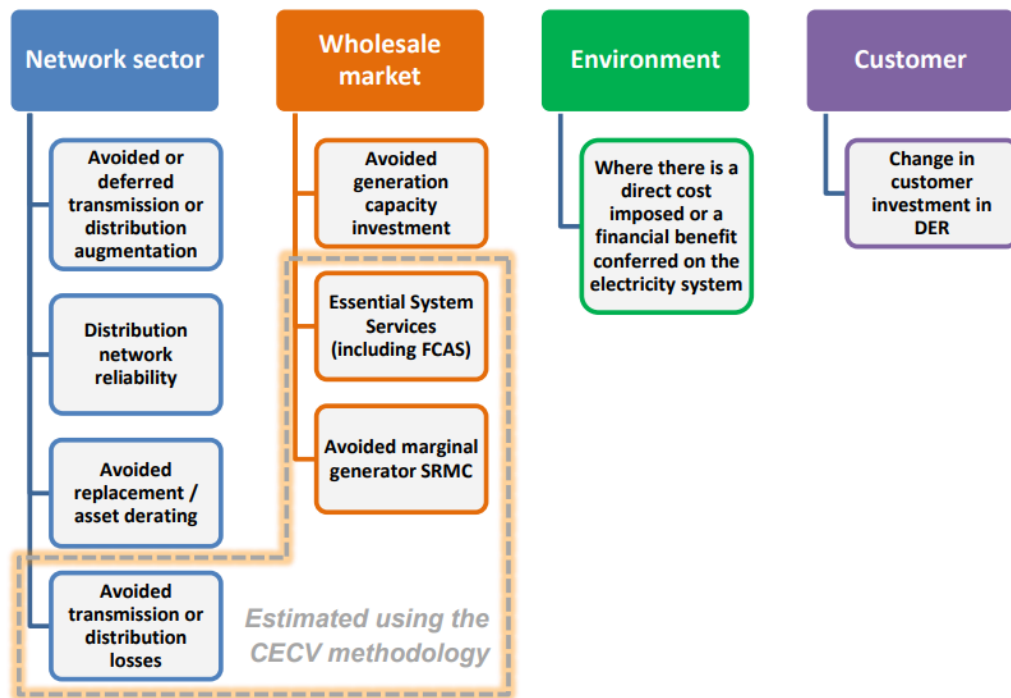 Network sector
Avoided or
deferred
transmission or
distribution
augmentation
Distribution
network
reliability
Avoided
replacement /
asset derating
Avoided
transmission or
distribution
losses
Wholesale
market
Avoided
generation
capacity
investment
Essential System
Services
(including FCAS)
Avoided marginal
generator SRMC
Estimated using the
CECV methodology
Environment
Where there is a
direct cost
imposed or a
financial benefit
conferred on the
electricity system
Customer
Change in
customer
investment in
DER